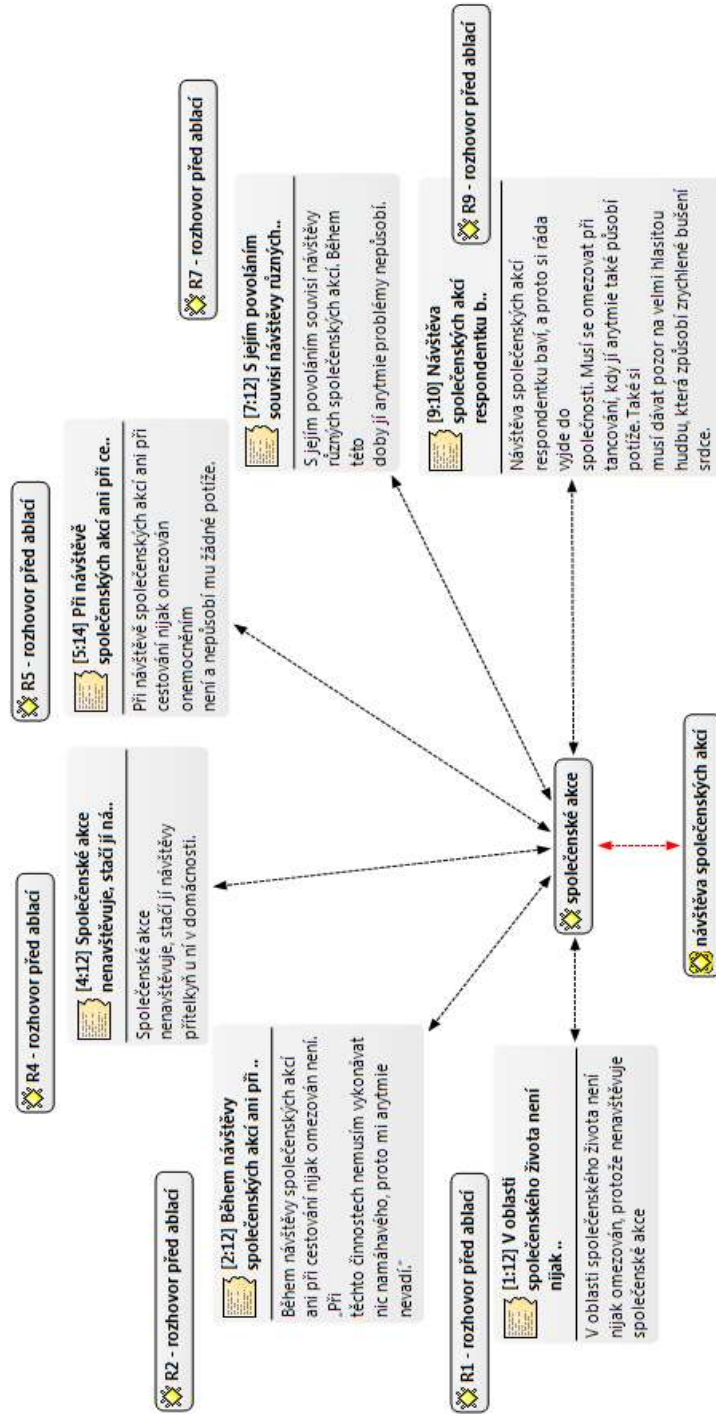 R1 - rozhovor před ablací
[1:12] V oblasti
společenského života není
nijak ..
V oblasti společenského života není
nijak omezován, protože nenavštěvuje
společenské akce
R2 - rozhovor před ablací
[2:12] Během návštěvy
společenských akcí ani při ..
Během návštěvy společenských akcí
ani při cestování nijak omezován není.
„Při
těchto činnostech nemusím vykonávat
nic namáhavého, proto mi arytmie
nevadí.“
R4 - rozhovor před ablací
[4:12] Společenské akce
nenavštěvuje, stačí jí ná..
Společenské akce
nenavštěvuje, stačí jí návštěvy
přítelkyň u ní v domácnosti.
R5 - rozhovor před ablací
[5:14] Při návštěvě
společenských akcí ani při ce..
Při návštěvě společenských akcí ani při
cestování nijak omezován
onemocněním
není a nepůsobí mu žádné potíže.
R7 - rozhovor před ablací
[7:12] S jejím povoláním
souvisí návštěvy různých..
S jejím povoláním souvisí návštěvy
různých společenských akcí. Během
této
doby jí arytmie problémy nepůsobí.
R9 - rozhovor před ablací
[9:10] Návštěva
společenských akcí
respondentku b..
Návštěva společenských akcí
respondentku baví, a proto si ráda
vyjde do
společnosti. Musí se omezovat při
tancování, kdy jí arytmie také působí
potíže. Také si
musí dávat pozor na velmi hlasitou
hudbu, která způsobí zrychlené bušení
srdce.
společenské akce
návštěva společenských akcí